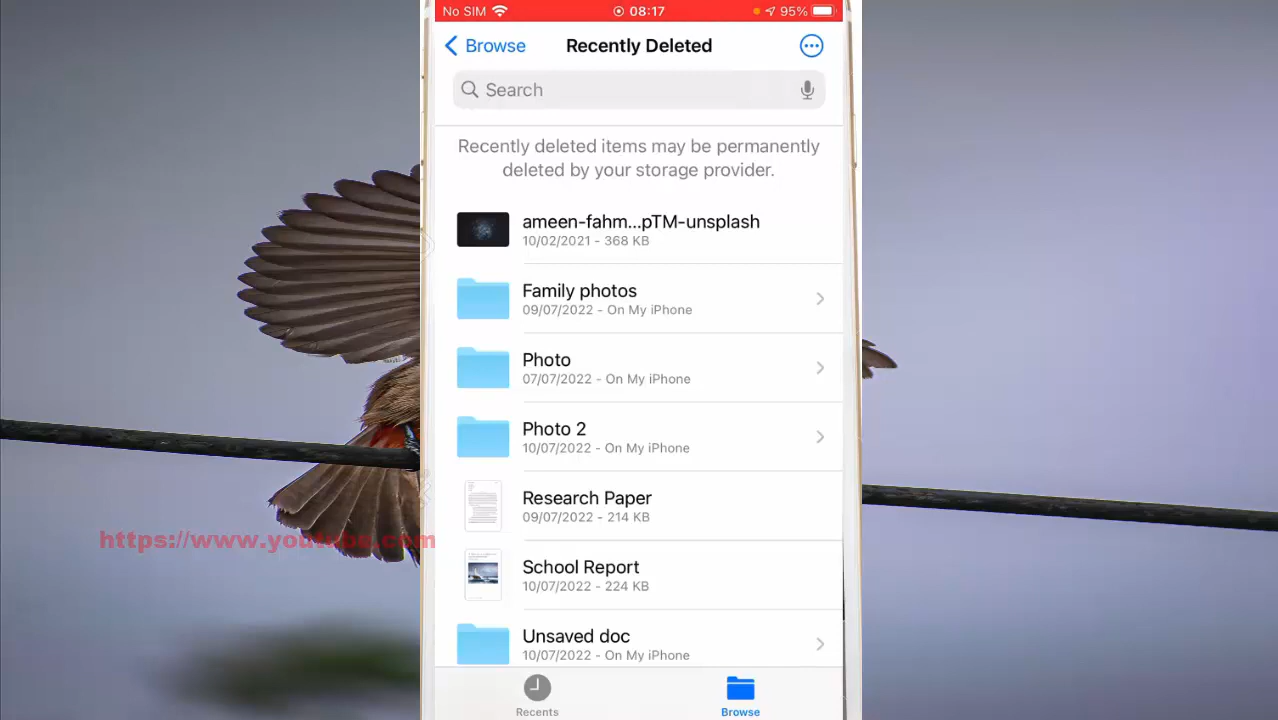 No SIM 08:17 95%
Browse Recently Deleted
Search
Recently deleted items may be permanently
deleted by your storage provider.
ameen-fahm...pTM-unsplash
10/02/2021 - 368 KB
Family photos
09/07/2022 - On My iPhone
Photo
07/07/2022 - On My iPhone
Photo 2
10/07/2022 - On My iPhone
Research Paper
09/07/2022 - 214 KB
https://www.youtube.com
School Report
10/07/2022 - 224 KB
Unsaved doc
10/07/2022 - On My iPhone
Recents Browse